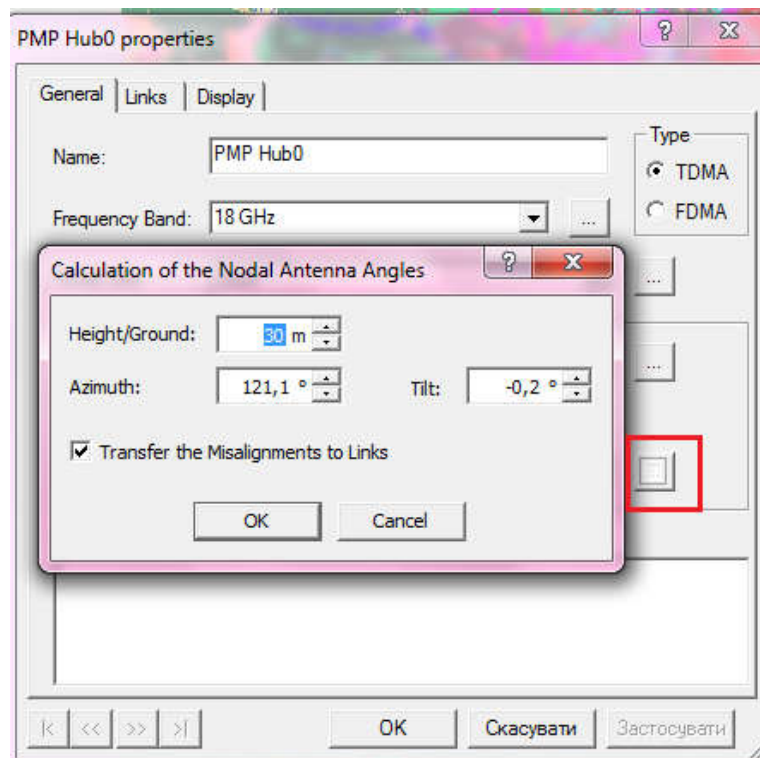 PMP Hub0 properties
General Links Display
Name: PMP Hub0
Type
TDMA
Frequency Band: 18 GHz ...
FDMA
Calculation of the Nodal Antenna Angles
...
Height/Ground: 30 m
...
Azimuth: 121,1 ° Tilt: -0,2 °
Transfer the Misalignments to Links
OK Cancel
|< << >> >| OK Скасувати Застосувати